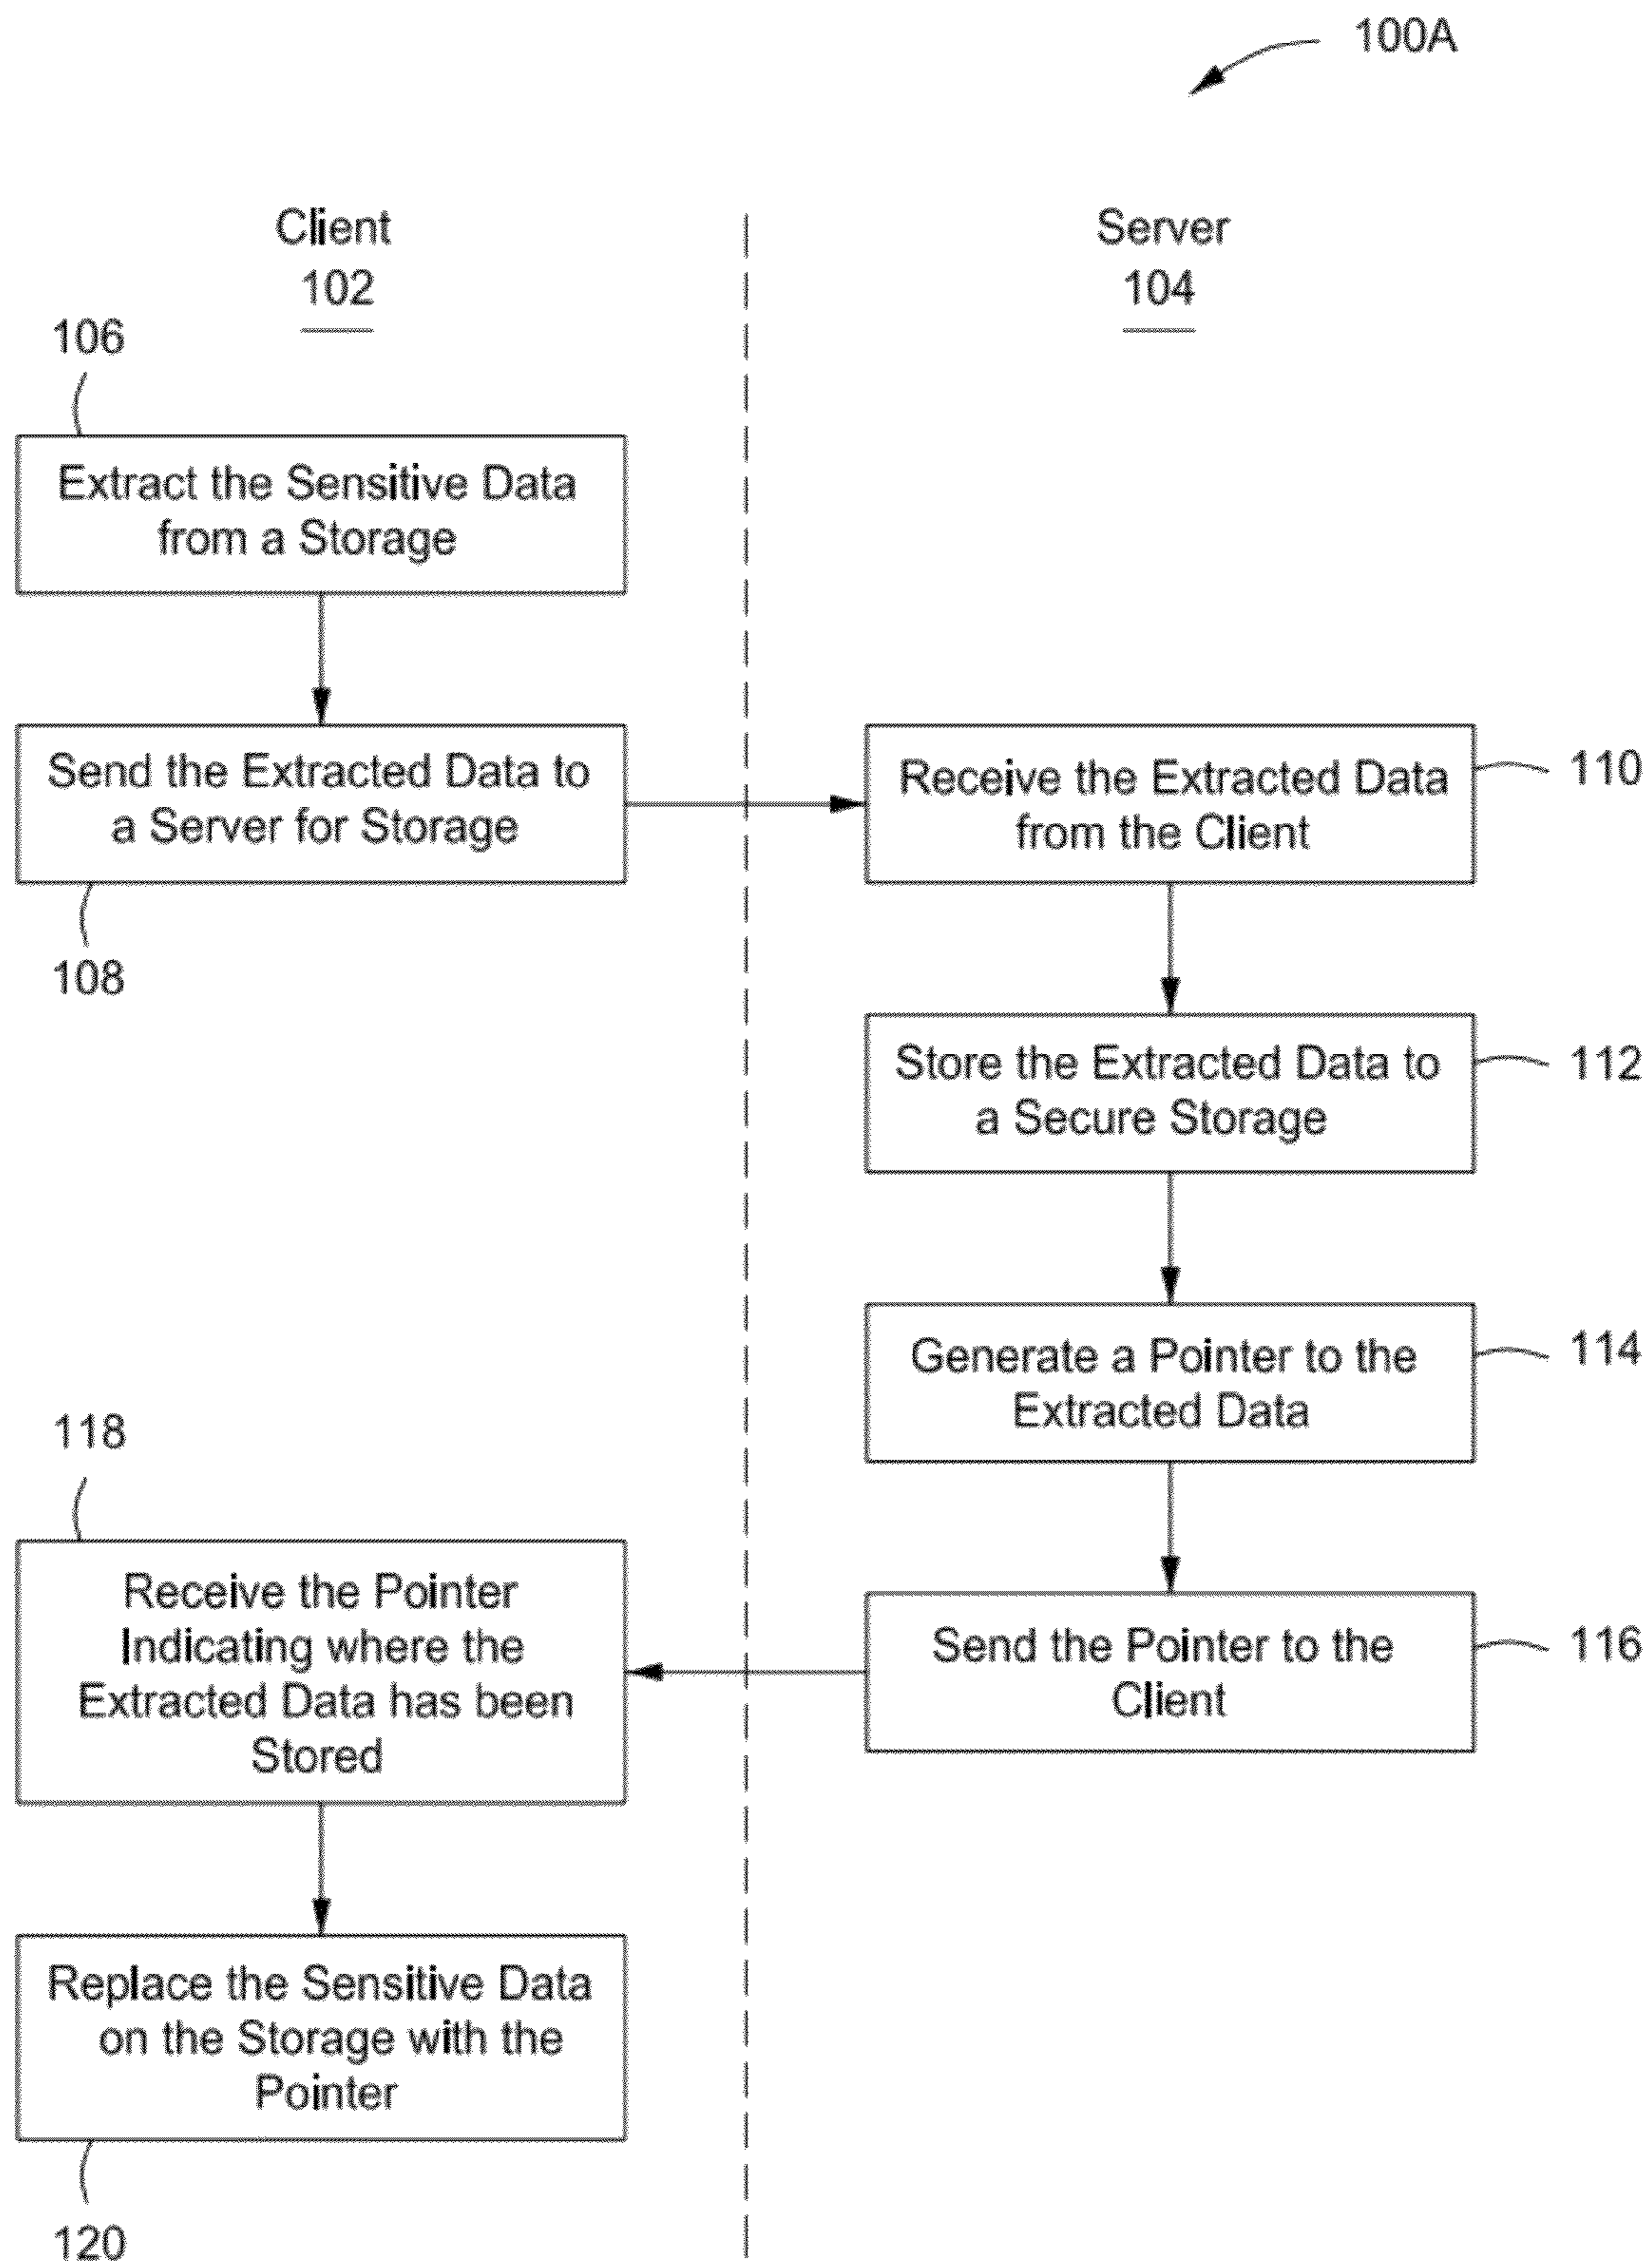 100A
Client
102
Server
104
106
Extract the Sensitive Data
from a Storage
Send the Extracted Data to
a Server for Storage
108
Receive the Extracted Data
from the Client
110
Store the Extracted Data to
a Secure Storage
112
Generate a Pointer to the
Extracted Data
114
Send the Pointer to the
Client
116
118
Receive the Pointer
Indicating where the
Extracted Data has been
Stored
Replace the Sensitive Data
on the Storage with the
Pointer
120